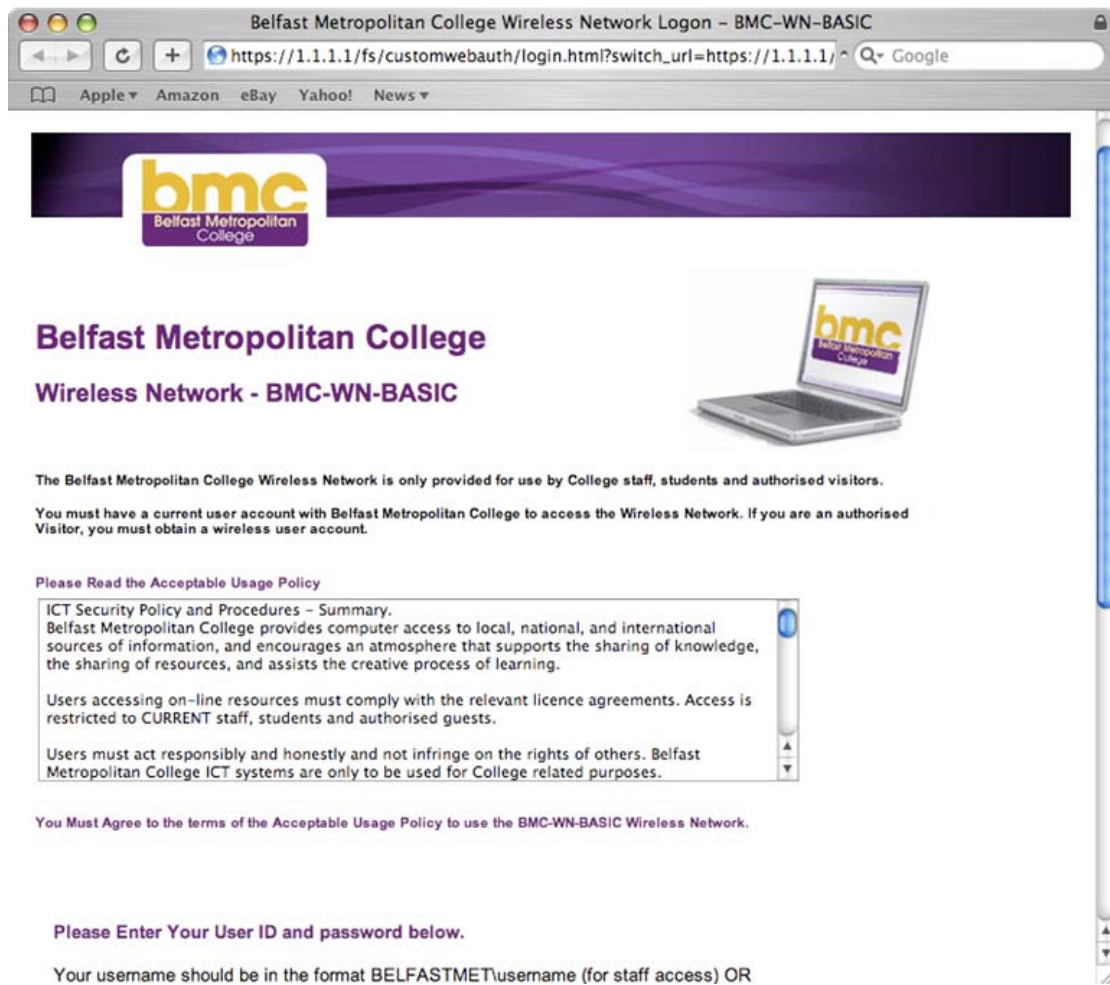 Belfast Metropolitan College Wireless Network Logon – BMC-WN-BASIC
https://1.1.1.1/fs/customwebauth/login.html?switch_url=https://1.1.1.1/
Google
Apple Amazon eBay Yahoo! News
bmc
Belfast Metropolitan
College
bmc
Belfast Metropolitan
College
Belfast Metropolitan College
Wireless Network - BMC-WN-BASIC
The Belfast Metropolitan College Wireless Network is only provided for use by College staff, students and authorised visitors.
You must have a current user account with Belfast Metropolitan College to access the Wireless Network. If you are an authorised
Visitor, you must obtain a wireless user account.
Please Read the Acceptable Usage Policy
ICT Security Policy and Procedures – Summary.
Belfast Metropolitan College provides computer access to local, national, and international
sources of information, and encourages an atmosphere that supports the sharing of knowledge,
the sharing of resources, and assists the creative process of learning.
Users accessing on-line resources must comply with the relevant licence agreements. Access is
restricted to CURRENT staff, students and authorised guests.
Users must act responsibly and honestly and not infringe on the rights of others. Belfast
Metropolitan College ICT systems are only to be used for College related purposes.
You Must Agree to the terms of the Acceptable Usage Policy to use the BMC-WN-BASIC Wireless Network.
Please Enter Your User ID and password below.
Your username should be in the format BELFASTMET\username (for staff access) OR